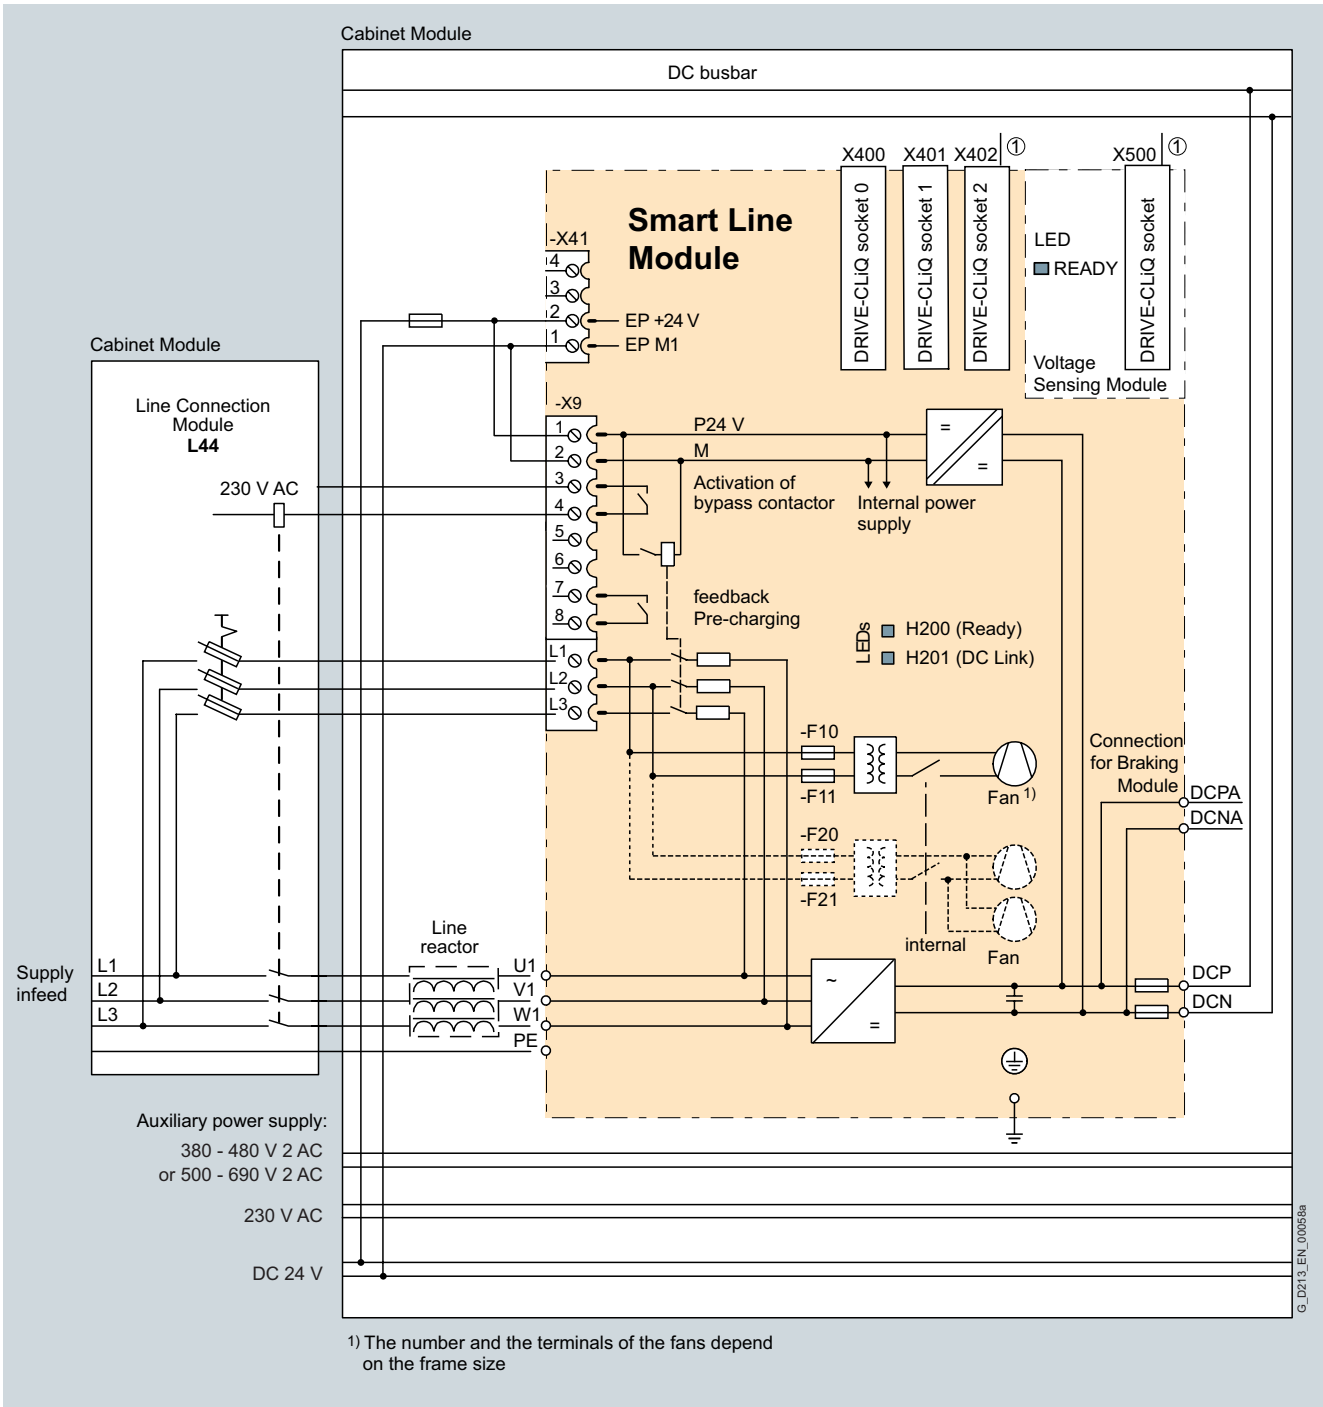 Cabinet Module
DC busbar
X400
X401
X402
①
X500
①
DRIVE-CLiQ socket 0
DRIVE-CLiQ socket 1
DRIVE-CLiQ socket 2
DRIVE-CLiQ socket
Smart Line
Module
LED
READY
Voltage
Sensing Module
-X41
4
3
2
EP +24 V
1
EP M1
Cabinet Module
Line Connection
Module
L44
230 V AC
-X9
1
P24 V
2
M
3
4
5
6
7
8
Activation of
bypass contactor
=
=
Internal power
supply
feedback
Pre-charging
LEDs
H200 (Ready)
H201 (DC Link)
L1
L2
L3
-F10
-F11
Fan 1)
Connection
for Braking
Module
DCPA
DCNA
-F20
-F21
internal
Fan
Line
reactor
Supply
infeed
L1
L2
L3
U1
V1
W1
PE
~
=
DCP
DCN
Auxiliary power supply:
380 - 480 V 2 AC
or 500 - 690 V 2 AC
230 V AC
DC 24 V
G_D213_EN_00058a
1) The number and the terminals of the fans depend
on the frame size